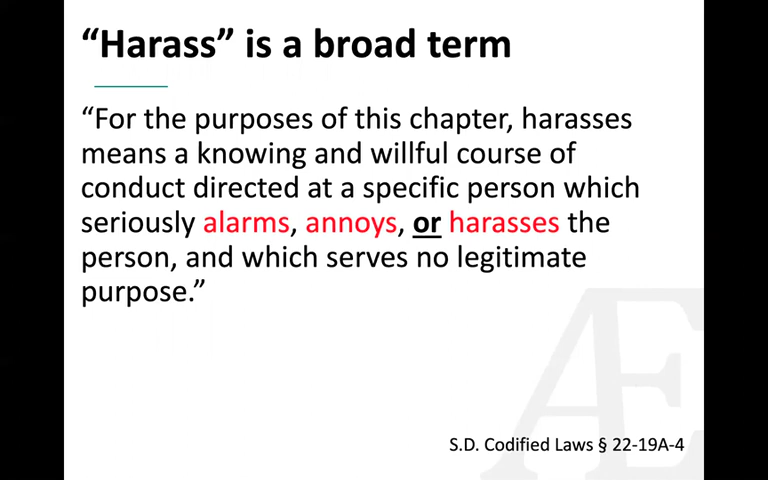 “Harass” is a broad term
“For the purposes of this chapter, harasses
means a knowing and willful course of
conduct directed at a specific person which
seriously alarms, annoys, or harasses the
person, and which serves no legitimate
purpose.”
Æ
S.D. Codified Laws § 22-19A-4